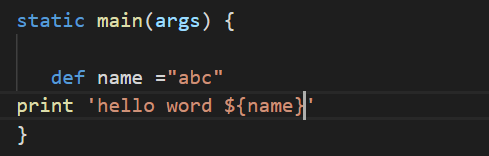 static main(args) {
def name ="abc"
print 'hello word ${name}'
}